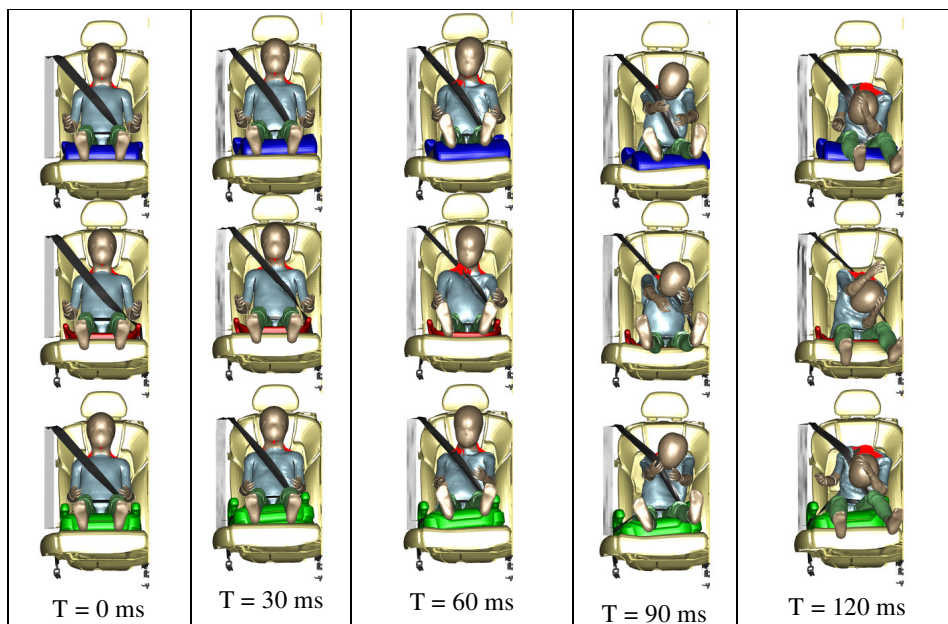 T = 0 ms
T = 30 ms
T = 60 ms
T = 90 ms
T = 120 ms